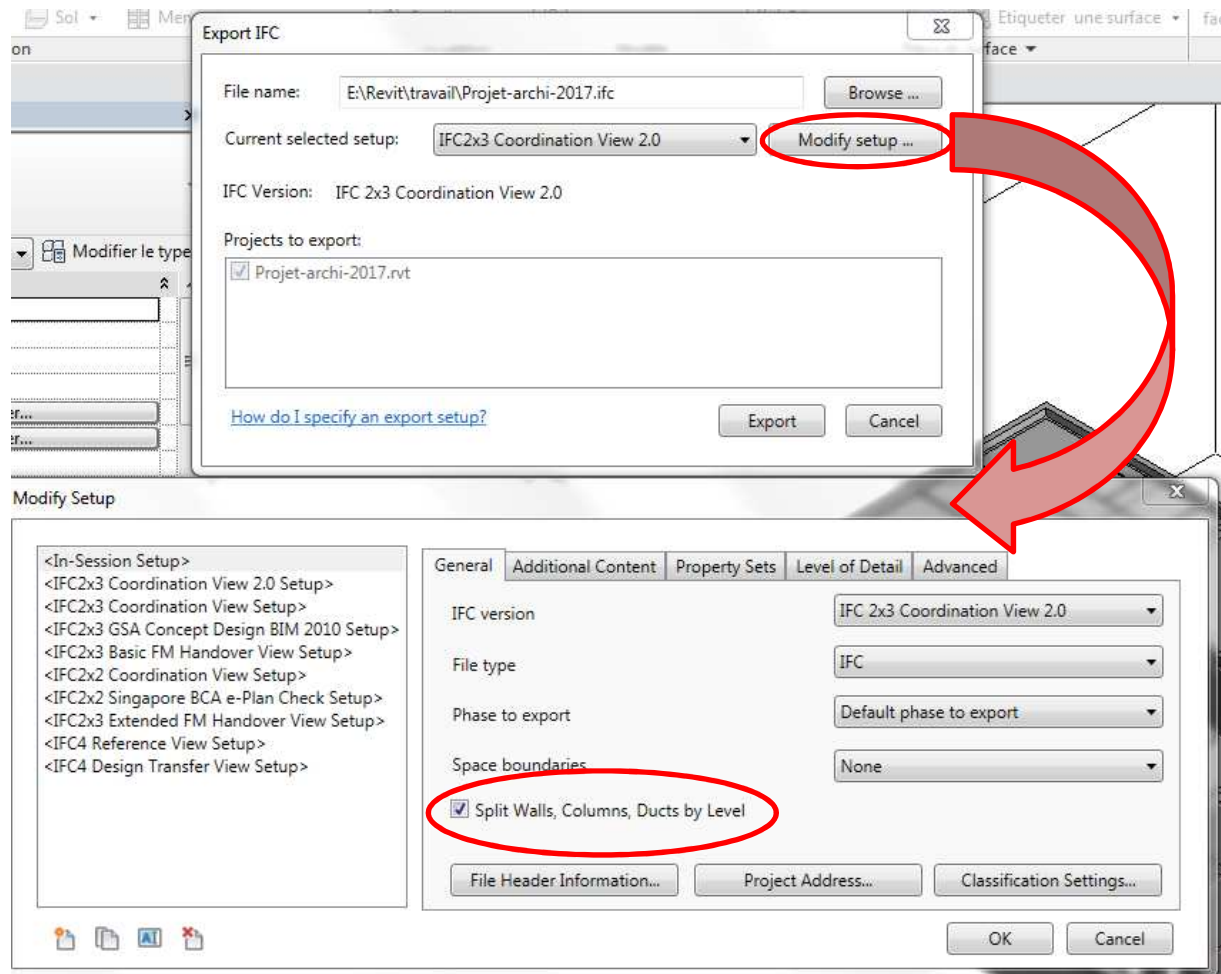 Sol
Etiqueter une surface
Export IFC
File name: E:\Revit\travail\Projet-archi-2017.ifc Browse ...
Current selected setup: IFC2x3 Coordination View 2.0 Modify setup ...
IFC Version: IFC 2x3 Coordination View 2.0
Modifier le type
Projects to export:
Projet-archi-2017.rvt
How do I specify an export setup? Export Cancel
Modify Setup
<In-Session Setup>
<IFC2x3 Coordination View 2.0 Setup>
<IFC2x3 Coordination View Setup>
<IFC2x3 GSA Concept Design BIM 2010 Setup>
<IFC2x3 Basic FM Handover View Setup>
<IFC2x2 Coordination View Setup>
<IFC2x2 Singapore BCA e-Plan Check Setup>
<IFC2x3 Extended FM Handover View Setup>
<IFC4 Reference View Setup>
<IFC4 Design Transfer View Setup>
General Additional Content Property Sets Level of Detail Advanced
IFC version IFC 2x3 Coordination View 2.0
File type IFC
Phase to export Default phase to export
Space boundaries None
Split Walls, Columns, Ducts by Level
File Header Information... Project Address... Classification Settings...
OK Cancel